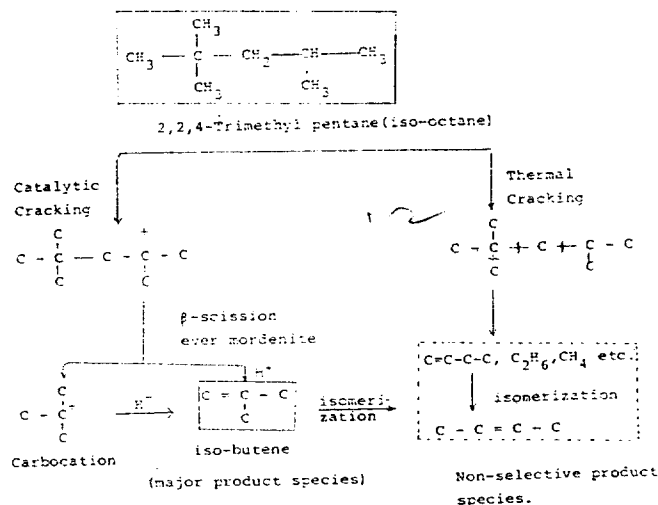 CH3
CH3 — C — CH2 — CH — CH3
CH3 CH3
2,2,4-Trimethyl pentane(iso-octane)
Catalytic
Cracking
Thermal
Cracking
C +
C - C — C - C - C
C C
C
C - C + C + C - C
C C
β-scission
ever mordenite
H+
C=C-C-C, C2H6,CH4 etc.
isomerization
C - C = C - C
C
C - C+
C
H-
C = C - C
C
isomeri-
zation
Carbocation
iso-butene
(major product species)
Non-selective product
species.